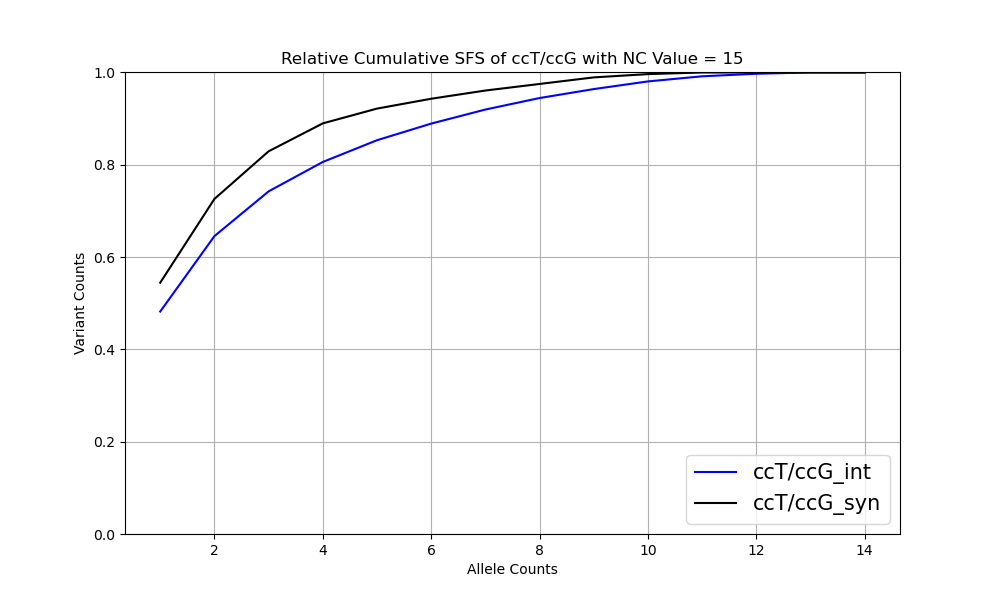 Relative Cumulative SFS of ccT/ccG with NC Value = 15
1.0
0.8
0.6
0.4
0.2
0.0
Variant Counts
2 4 6 8 10 12 14
Allele Counts
ccT/ccG_int
ccT/ccG_syn